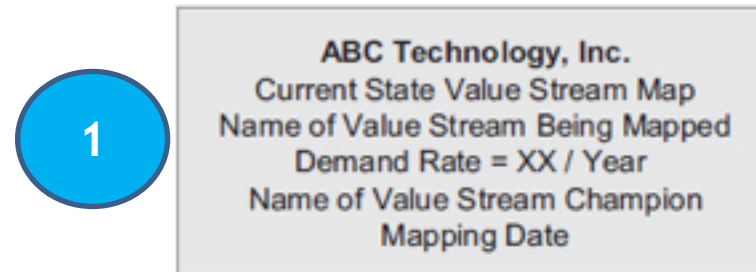 1
ABC Technology, Inc.
Current State Value Stream Map
Name of Value Stream Being Mapped
Demand Rate = XX / Year
Name of Value Stream Champion
Mapping Date